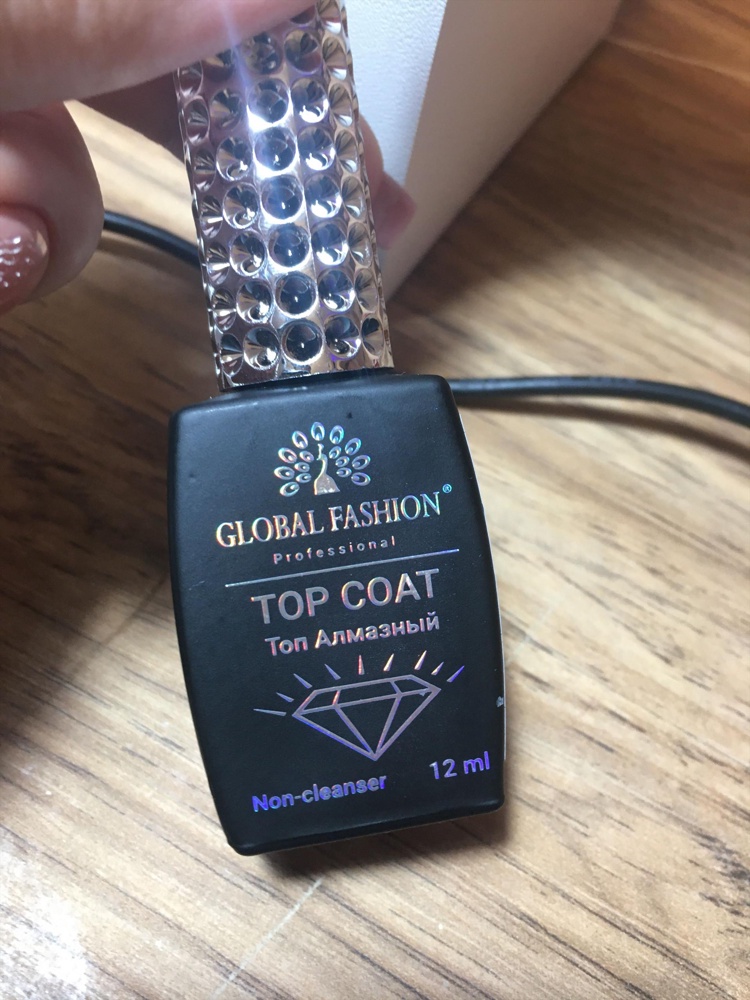 GLOBAL FASHION®
Professional
TOP COAT
Топ Алмазный
Non-cleanser 12 ml